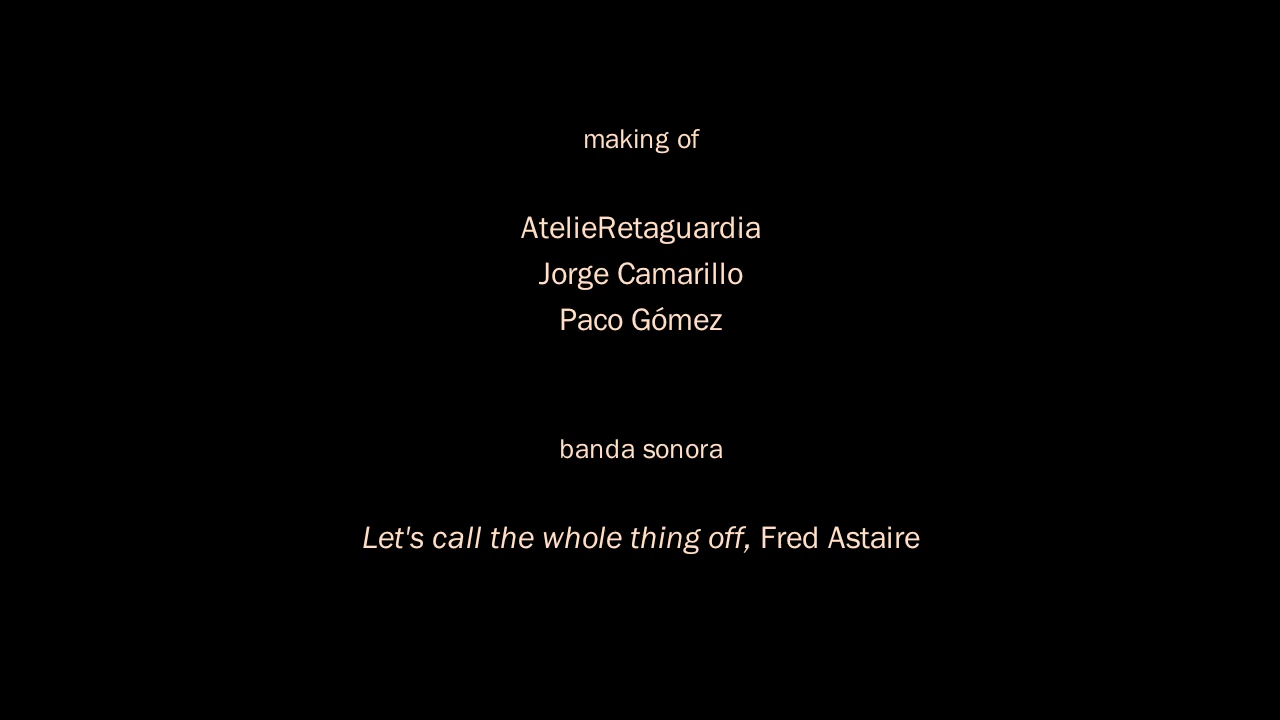 making of
AtelieRetaguardia
Jorge Camarillo
Paco Gómez
banda sonora
Let's call the whole thing off, Fred Astaire